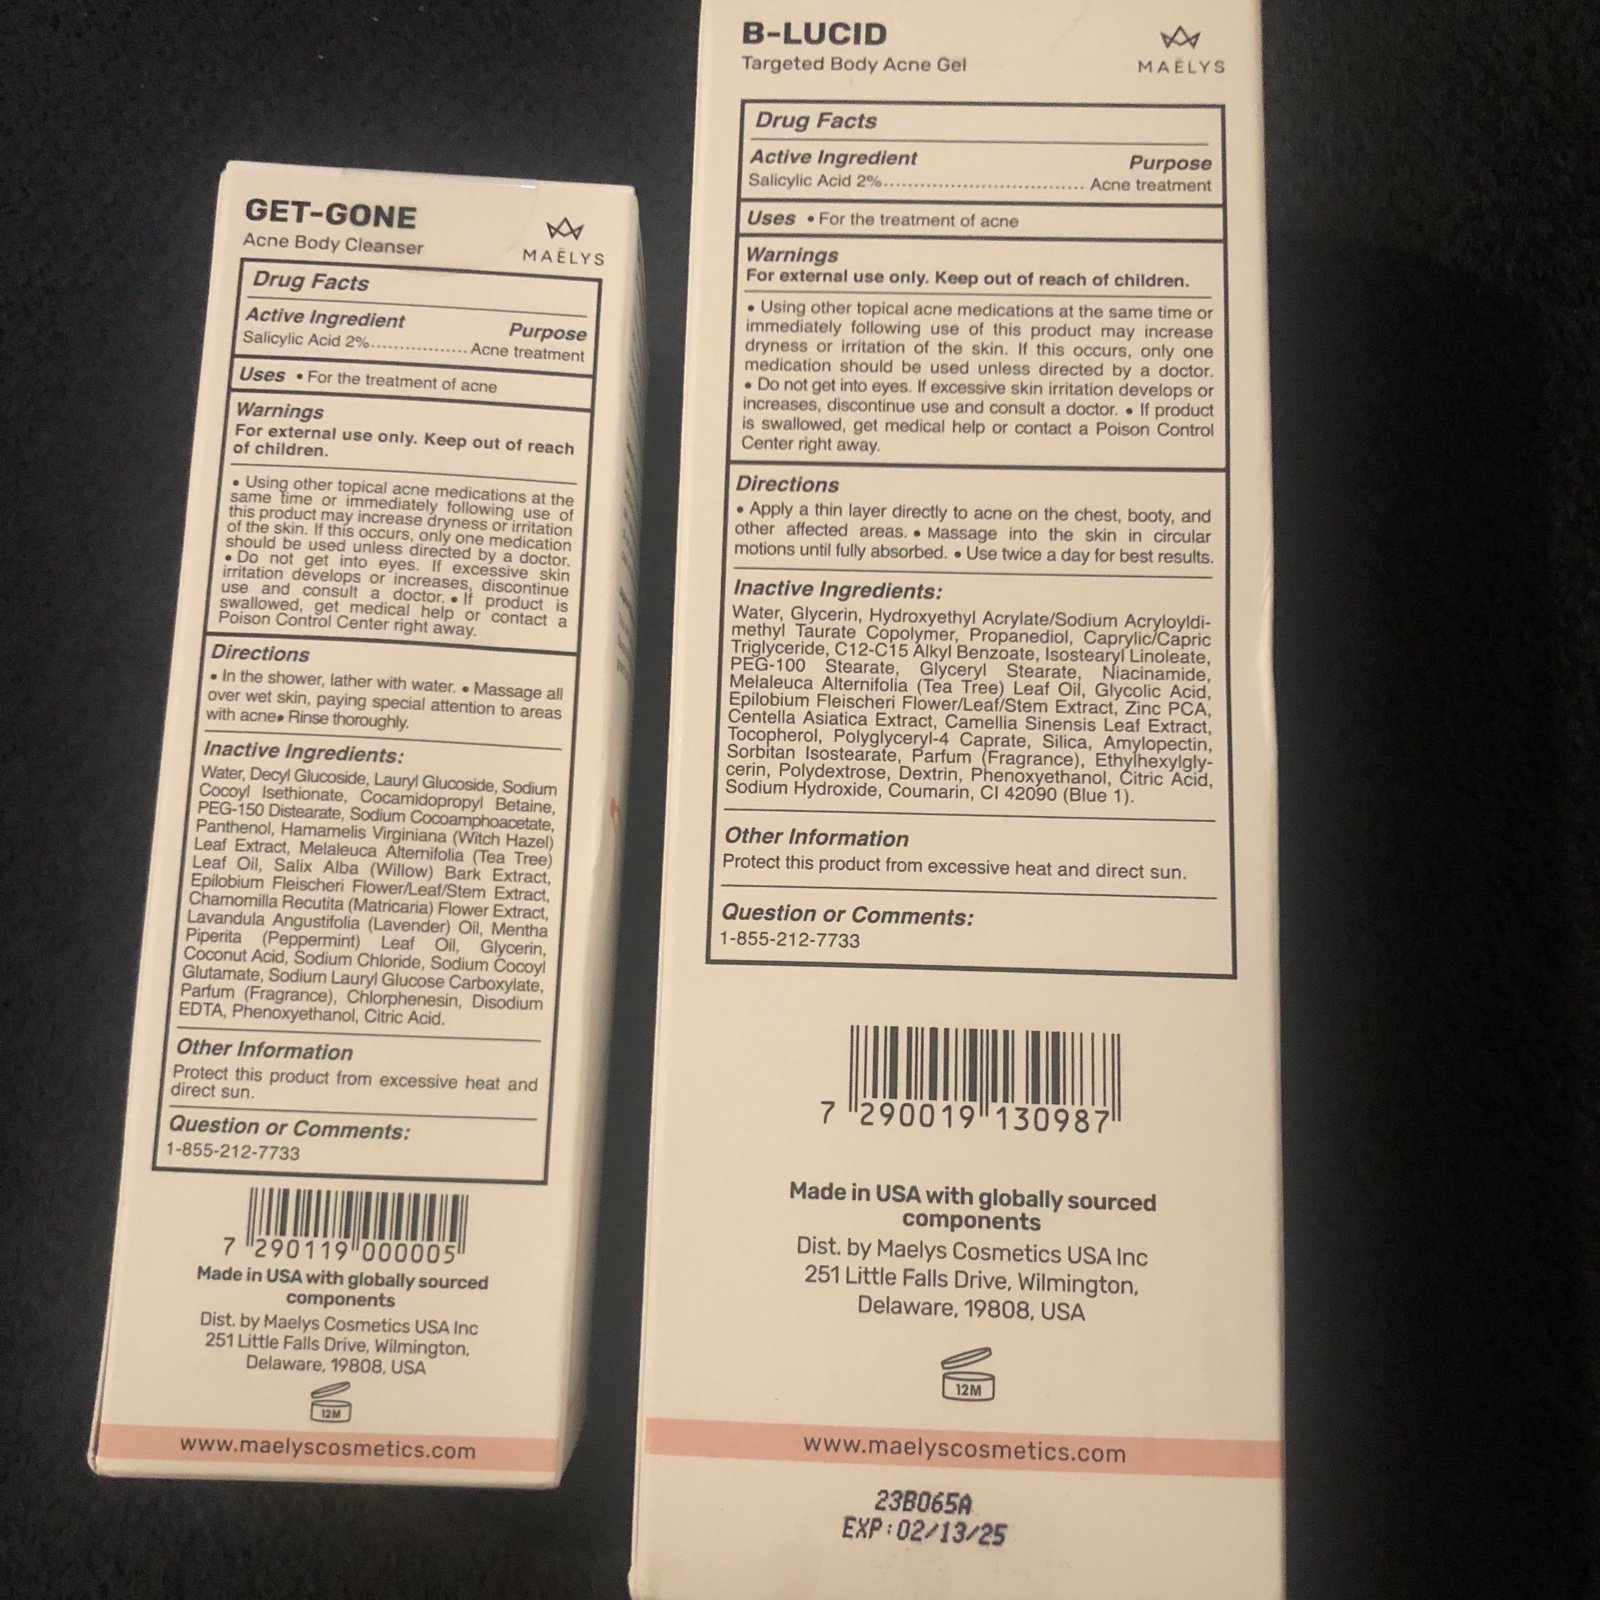 GET-GONE
Acne Body Cleanser
MAËLYS
Drug Facts
Active Ingredient Purpose
Salicylic Acid 2%.................. Acne treatment
Uses • For the treatment of acne
Warnings
For external use only. Keep out of reach
of children.
• Using other topical acne medications at the
same time or immediately following use of
this product may increase dryness or irritation
of the skin. If this occurs, only one medication
should be used unless directed by a doctor.
• Do not get into eyes. If excessive skin
irritation develops or increases, discontinue
use and consult a doctor. • If product is
swallowed, get medical help or contact a
Poison Control Center right away.
Directions
• In the shower, lather with water. • Massage all
over wet skin, paying special attention to areas
with acne• Rinse thoroughly.
Inactive Ingredients:
Water, Decyl Glucoside, Lauryl Glucoside, Sodium
Cocoyl Isethionate, Cocamidopropyl Betaine,
PEG-150 Distearate, Sodium Cocoamphoacetate,
Panthenol, Hamamelis Virginiana (Witch Hazel)
Leaf Extract, Melaleuca Alternifolia (Tea Tree)
Leaf Oil, Salix Alba (Willow) Bark Extract,
Epilobium Fleischeri Flower/Leaf/Stem Extract,
Chamomilla Recutita (Matricaria) Flower Extract,
Lavandula Angustifolia (Lavender) Oil, Mentha
Piperita (Peppermint) Leaf Oil, Glycerin,
Coconut Acid, Sodium Chloride, Sodium Cocoyl
Glutamate, Sodium Lauryl Glucose Carboxylate,
Parfum (Fragrance), Chlorphenesin, Disodium
EDTA, Phenoxyethanol, Citric Acid.
Other Information
Protect this product from excessive heat and
direct sun.
Question or Comments:
1-855-212-7733
7 290119 000005
Made in USA with globally sourced
components
Dist. by Maelys Cosmetics USA Inc
251 Little Falls Drive, Wilmington,
Delaware, 19808, USA
12M
www.maelyscosmetics.com
B-LUCID
Targeted Body Acne Gel
MAËLYS
Drug Facts
Active Ingredient Purpose
Salicylic Acid 2%.................................. Acne treatment
Uses • For the treatment of acne
Warnings
For external use only. Keep out of reach of children.
• Using other topical acne medications at the same time or
immediately following use of this product may increase
dryness or irritation of the skin. If this occurs, only one
medication should be used unless directed by a doctor.
• Do not get into eyes. If excessive skin irritation develops or
increases, discontinue use and consult a doctor. • If product
is swallowed, get medical help or contact a Poison Control
Center right away.
Directions
• Apply a thin layer directly to acne on the chest, booty, and
other affected areas. • Massage into the skin in circular
motions until fully absorbed. • Use twice a day for best results.
Inactive Ingredients:
Water, Glycerin, Hydroxyethyl Acrylate/Sodium Acryloyldi-
methyl Taurate Copolymer, Propanediol, Caprylic/Capric
Triglyceride, C12-C15 Alkyl Benzoate, Isostearyl Linoleate,
PEG-100 Stearate, Glyceryl Stearate, Niacinamide,
Melaleuca Alternifolia (Tea Tree) Leaf Oil, Glycolic Acid,
Epilobium Fleischeri Flower/Leaf/Stem Extract, Zinc PCA,
Centella Asiatica Extract, Camellia Sinensis Leaf Extract,
Tocopherol, Polyglyceryl-4 Caprate, Silica, Amylopectin,
Sorbitan Isostearate, Parfum (Fragrance), Ethylhexylgly-
cerin, Polydextrose, Dextrin, Phenoxyethanol, Citric Acid,
Sodium Hydroxide, Coumarin, CI 42090 (Blue 1).
Other Information
Protect this product from excessive heat and direct sun.
Question or Comments:
1-855-212-7733
7 290019 130987
Made in USA with globally sourced
components
Dist. by Maelys Cosmetics USA Inc
251 Little Falls Drive, Wilmington,
Delaware, 19808, USA
12M
www.maelyscosmetics.com
23B065A
EXP:02/13/25